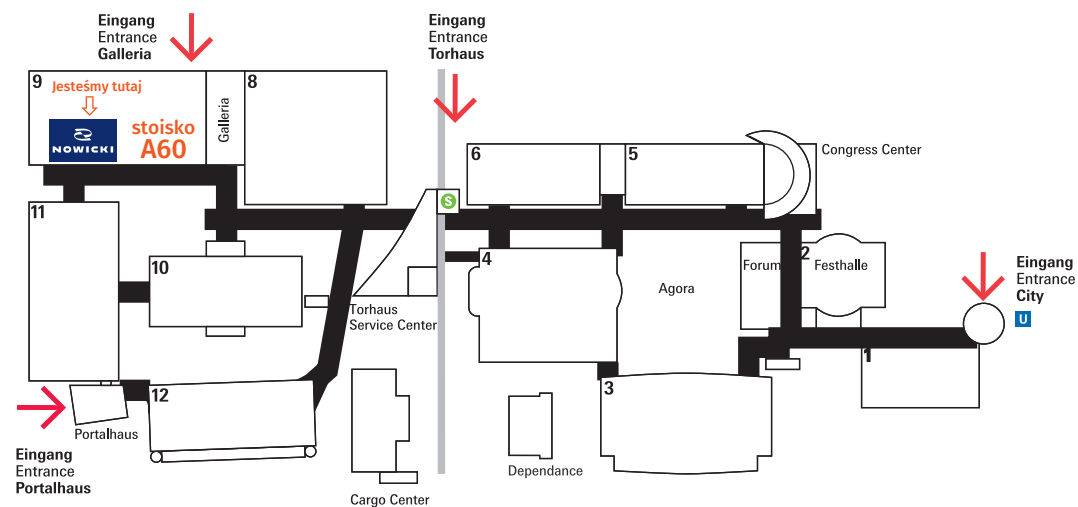 Eingang
Entrance
Galleria
Eingang
Entrance
Torhaus
9
Jesteśmy tutaj
NOWICKI
stoisko
A60
Galleria
8
6
5
Congress Center
S
11
10
4
Forum
2
Festhalle
Agora
Eingang
Entrance
City
U
Torhaus
Service Center
1
12
3
Portalhaus
Eingang
Entrance
Portalhaus
Dependance
Cargo Center